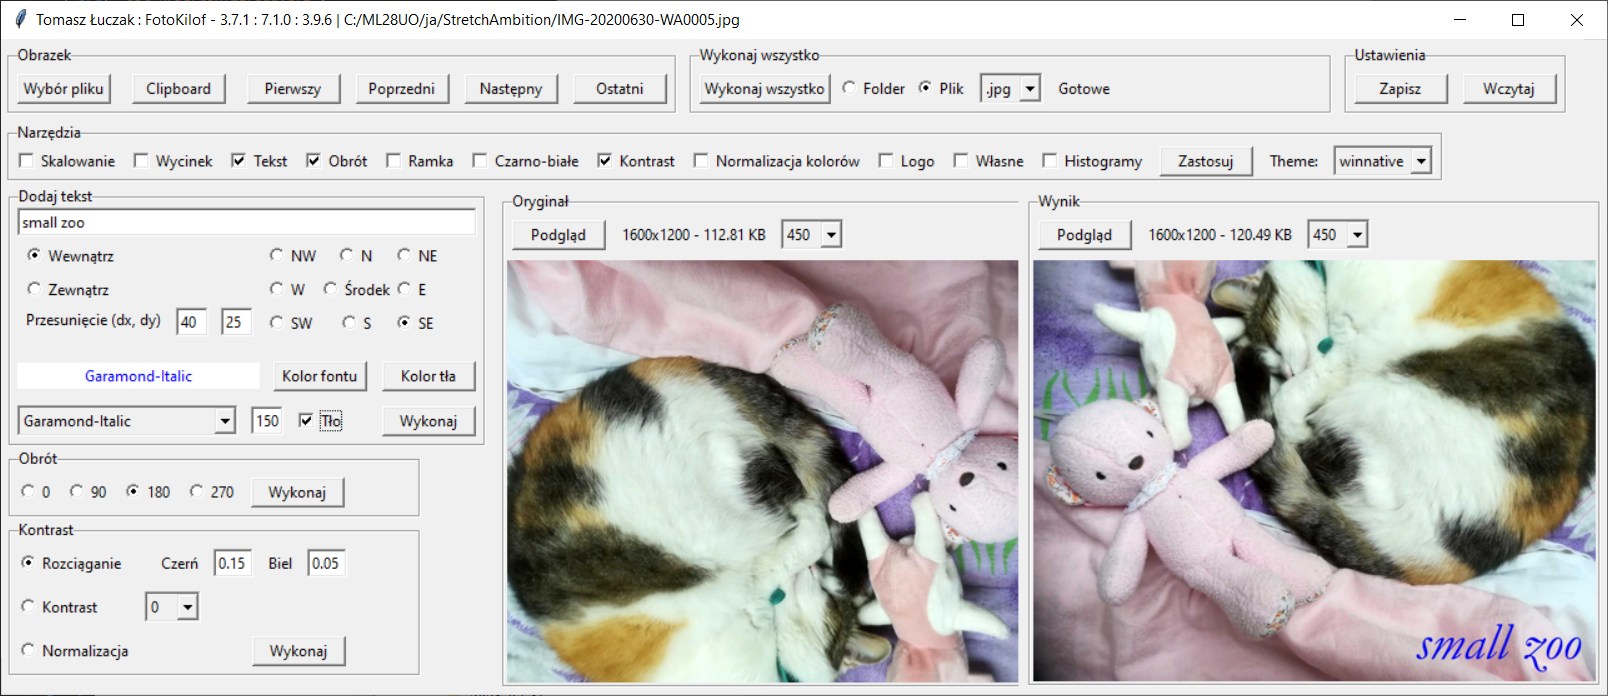 Tomasz Łuczak : FotoKilof - 3.7.1 : 7.1.0 : 3.9.6 | C:/ML28UO/ja/StretchAmbition/IMG-20200630-WA0005.jpg
Obrazek
Wybór pliku Clipboard Pierwszy Poprzedni Następny Ostatni
Wykonaj wszystko
Wykonaj wszystko Folder Plik .jpg Gotowe
Ustawienia
Zapisz Wczytaj
Narzędzia
Skalowanie Wycinek Tekst Obrót Ramka Czarno-białe Kontrast Normalizacja kolorów Logo Własne Histogramy Zastosuj Theme: winnative
Dodaj tekst
small zoo
Wewnątrz NW N NE
Zewnątrz W Środek E
Przesunięcie (dx, dy) 40 25 SW S SE
Garamond-Italic Kolor fontu Kolor tła
Garamond-Italic 150 Tło Wykonaj
Obrót
0 90 180 270 Wykonaj
Kontrast
Rozciąganie Czerń 0.15 Biel 0.05
Kontrast 0
Normalizacja Wykonaj
Oryginał
Podgląd 1600x1200 - 112.81 KB 450
Wynik
Podgląd 1600x1200 - 120.49 KB 450
small zoo